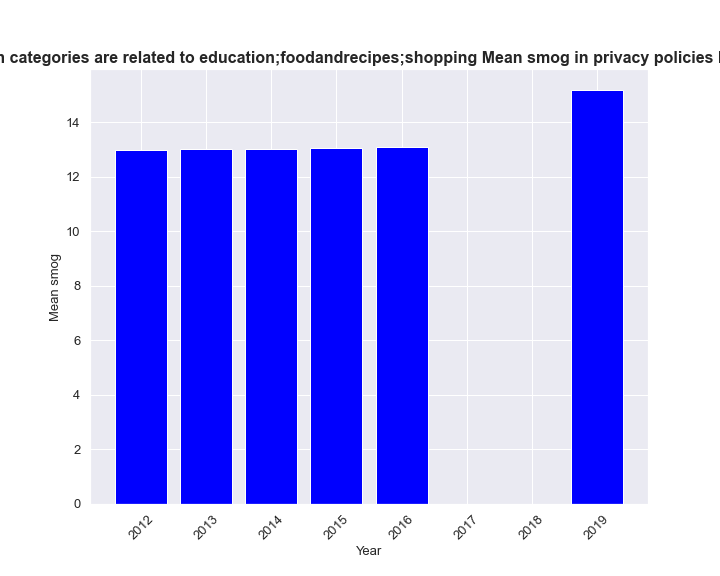 categories are related to education;foodandrecipes;shopping Mean smog in privacy policies
14
12
10
8
6
4
2
0
Mean smog
2012 2013 2014 2015 2016 2017 2018 2019
Year